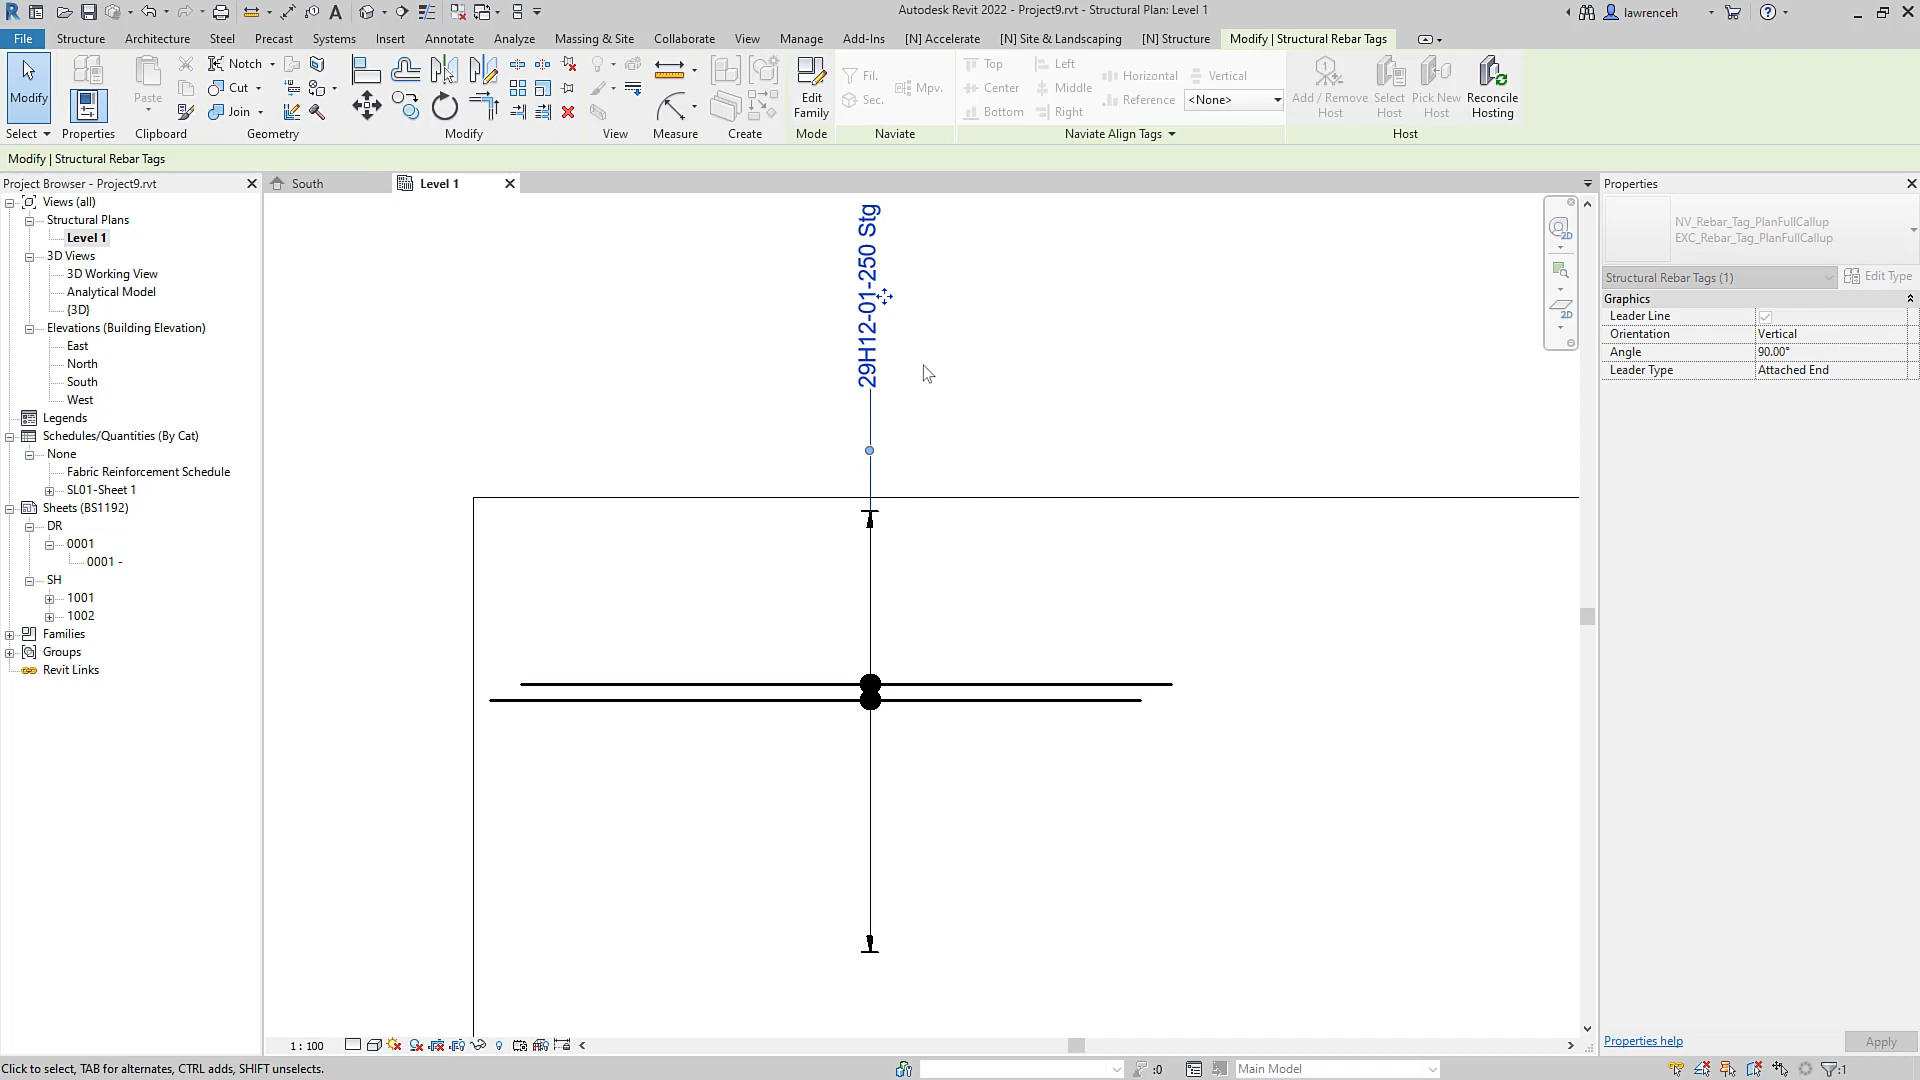 Autodesk Revit 2022 - Project9.rvt - Structural Plan: Level 1
lawrenceh
File
Structure
Architecture
Steel
Precast
Systems
Insert
Annotate
Analyze
Massing & Site
Collaborate
View
Manage
Add-Ins
[N] Accelerate
[N] Site & Landscaping
[N] Structure
Modify | Structural Rebar Tags
Modify
Paste
Notch
Cut
Join
Edit
Family
Fil.
Sec.
Mpv.
Top
Center
Bottom
Left
Middle
Right
Horizontal
Vertical
Reference
<None>
Add / Remove
Host
Select
Host
Pick New
Host
Reconcile
Hosting
Select
Properties
Clipboard
Geometry
Modify
View
Measure
Create
Mode
Naviate
Naviate Align Tags
Host
Modify | Structural Rebar Tags
Project Browser - Project9.rvt
South
Level 1
Properties
Views (all)
Structural Plans
Level 1
3D Views
3D Working View
Analytical Model
{3D}
Elevations (Building Elevation)
East
North
South
West
Legends
Schedules/Quantities (By Cat)
None
Fabric Reinforcement Schedule
SL01-Sheet 1
Sheets (BS1192)
DR
0001
0001 -
SH
1001
1002
Families
Groups
Revit Links
29H12-01-250 Stg
2D
2D
NV_Rebar_Tag_PlanFullCallup
EXC_Rebar_Tag_PlanFullCallup
Structural Rebar Tags (1)
Edit Type
Graphics
Leader Line
Orientation
Vertical
Angle
90.00°
Leader Type
Attached End
Properties help
Apply
1 : 100
Click to select, TAB for alternates, CTRL adds, SHIFT unselects.
:0
Main Model
:1